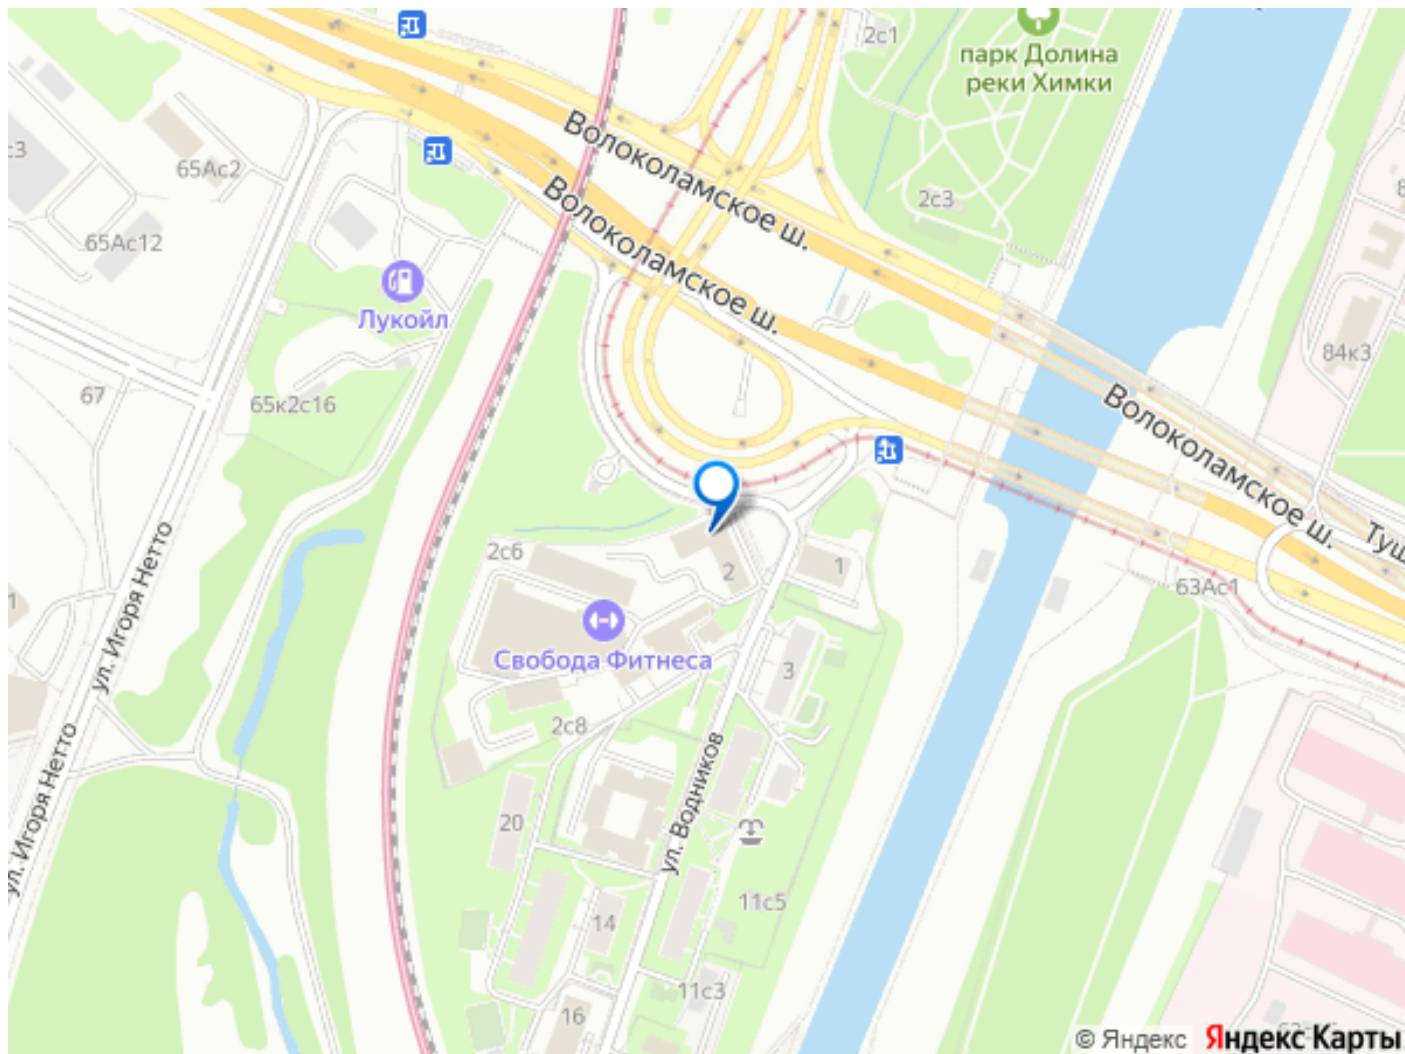 2с1
парк Долина
реки Химки
Волоколамское ш.
65Ас2
2с3
Волоколамское ш.
65Ас12
Лукойл
84к3
67
65к2с16
Волоколамское ш.
ул. Игоря Нетто
2с6
2
1
63Ас1
Свобода Фитнеса
3
2с8
ул. Водников
ул. Игоря Нетто
20
11с5
14
11с3
16
© Яндекс
Яндекс Карты